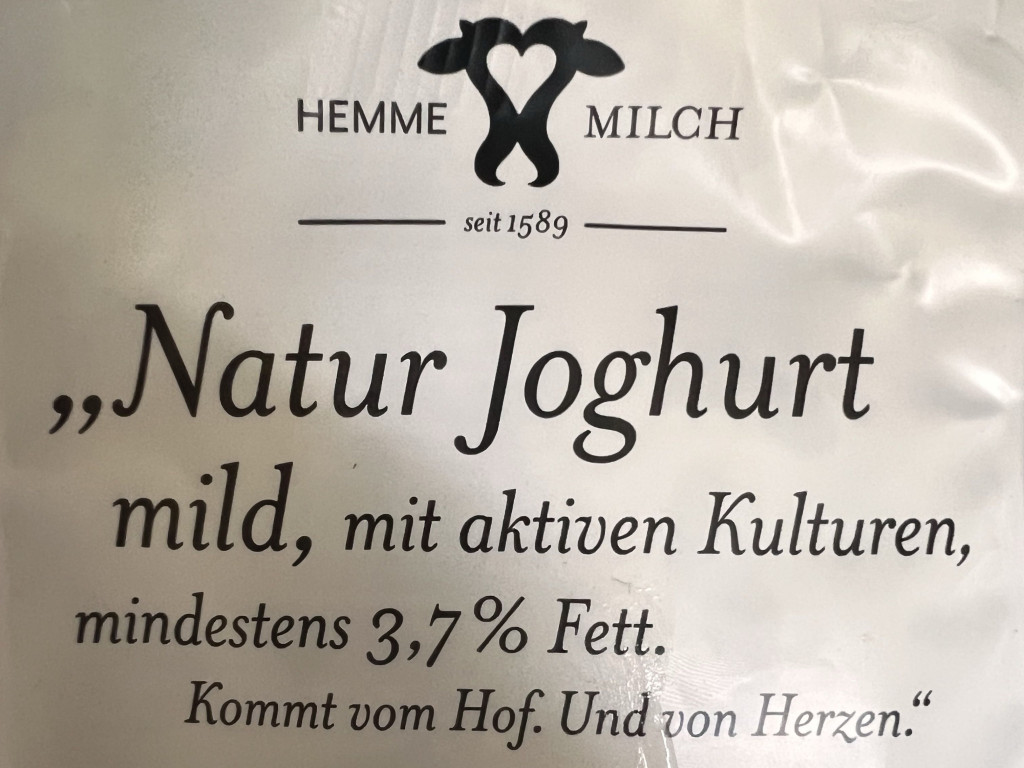 HEMME MILCH
seit 1589
„Natur Joghurt
mild, mit aktiven Kulturen,
mindestens 3,7% Fett.
Kommt vom Hof. Und von Herzen.“